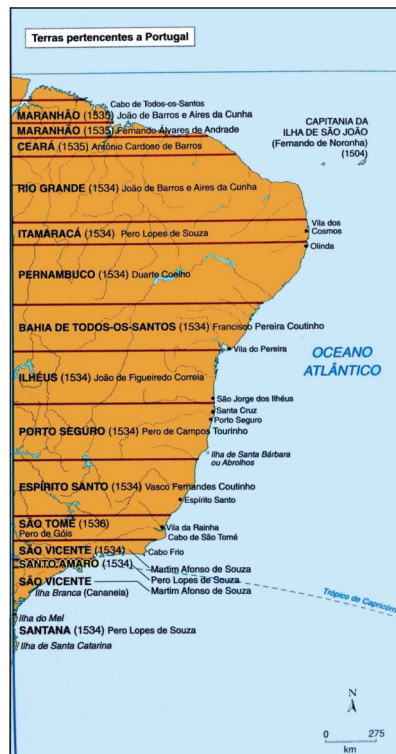 Terras pertencentes a Portugal
Cabo de Todos-os-Santos
MARANHÃO (1535) João de Barros e Aires da Cunha
MARANHÃO (1535) Fernando Álvares de Andrade
CEARÁ (1535) Antônio Cardoso de Barros
CAPITANIA DA
ILHA DE SÃO JOÃO
(Fernando de Noronha)
(1504)
RIO GRANDE (1534) João de Barros e Aires da Cunha
Vila dos
Cosmos
ITAMARACÁ (1534) Pero Lopes de Souza
Olinda
PERNAMBUCO (1534) Duarte Coelho
BAHIA DE TODOS-OS-SANTOS (1534) Francisco Pereira Coutinho
Vila do Pereira
OCEANO
ATLÂNTICO
ILHÉUS (1534) João de Figueiredo Correia
São Jorge dos Ilhéus
Santa Cruz
Porto Seguro
PORTO SEGURO (1534) Pero de Campos
Tourinho
Ilha de Santa Bárbara
ou Abrolhos
ESPÍRITO SANTO (1534) Vasco Fernandes Coutinho
Espírito Santo
SÃO TOMÉ (1536)
Pero de Góis
Vila da Rainha
Cabo de São Tomé
SÃO VICENTE (1534)
Cabo Frio
SANTO AMARO (1534)
Martim Afonso de Souza
Pero Lopes de Souza
SÃO VICENTE
Martim Afonso de Souza
Ilha Branca (Cananeia)
Trópico de Capricórni
Ilha do Mel
SANTANA (1534) Pero Lopes de Souza
Ilha de Santa Catarina
N
0 275
km